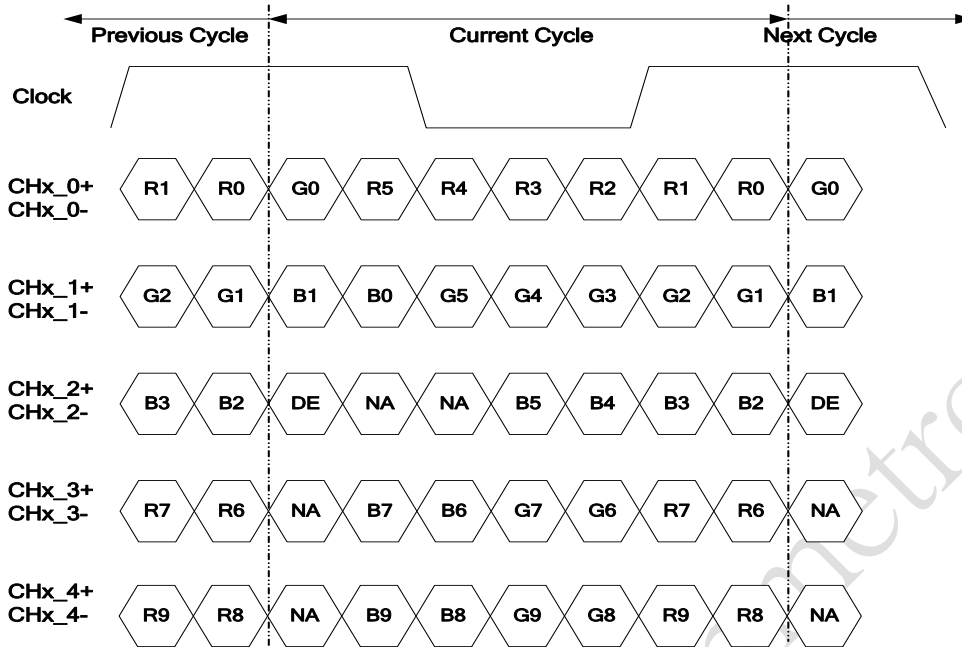 Previous Cycle Current Cycle Next Cycle
Clock
CHx_0+
CHx_0-
R1 R0 G0 R5 R4 R3 R2 R1 R0 G0
CHx_1+
CHx_1-
G2 G1 B1 B0 G5 G4 G3 G2 G1 B1
CHx_2+
CHx_2-
B3 B2 DE NA NA B5 B4 B3 B2 DE
CHx_3+
CHx_3-
R7 R6 NA B7 B6 G7 G6 R7 R6 NA
CHx_4+
CHx_4-
R9 R8 NA B9 B8 G9 G8 R9 R8 NA